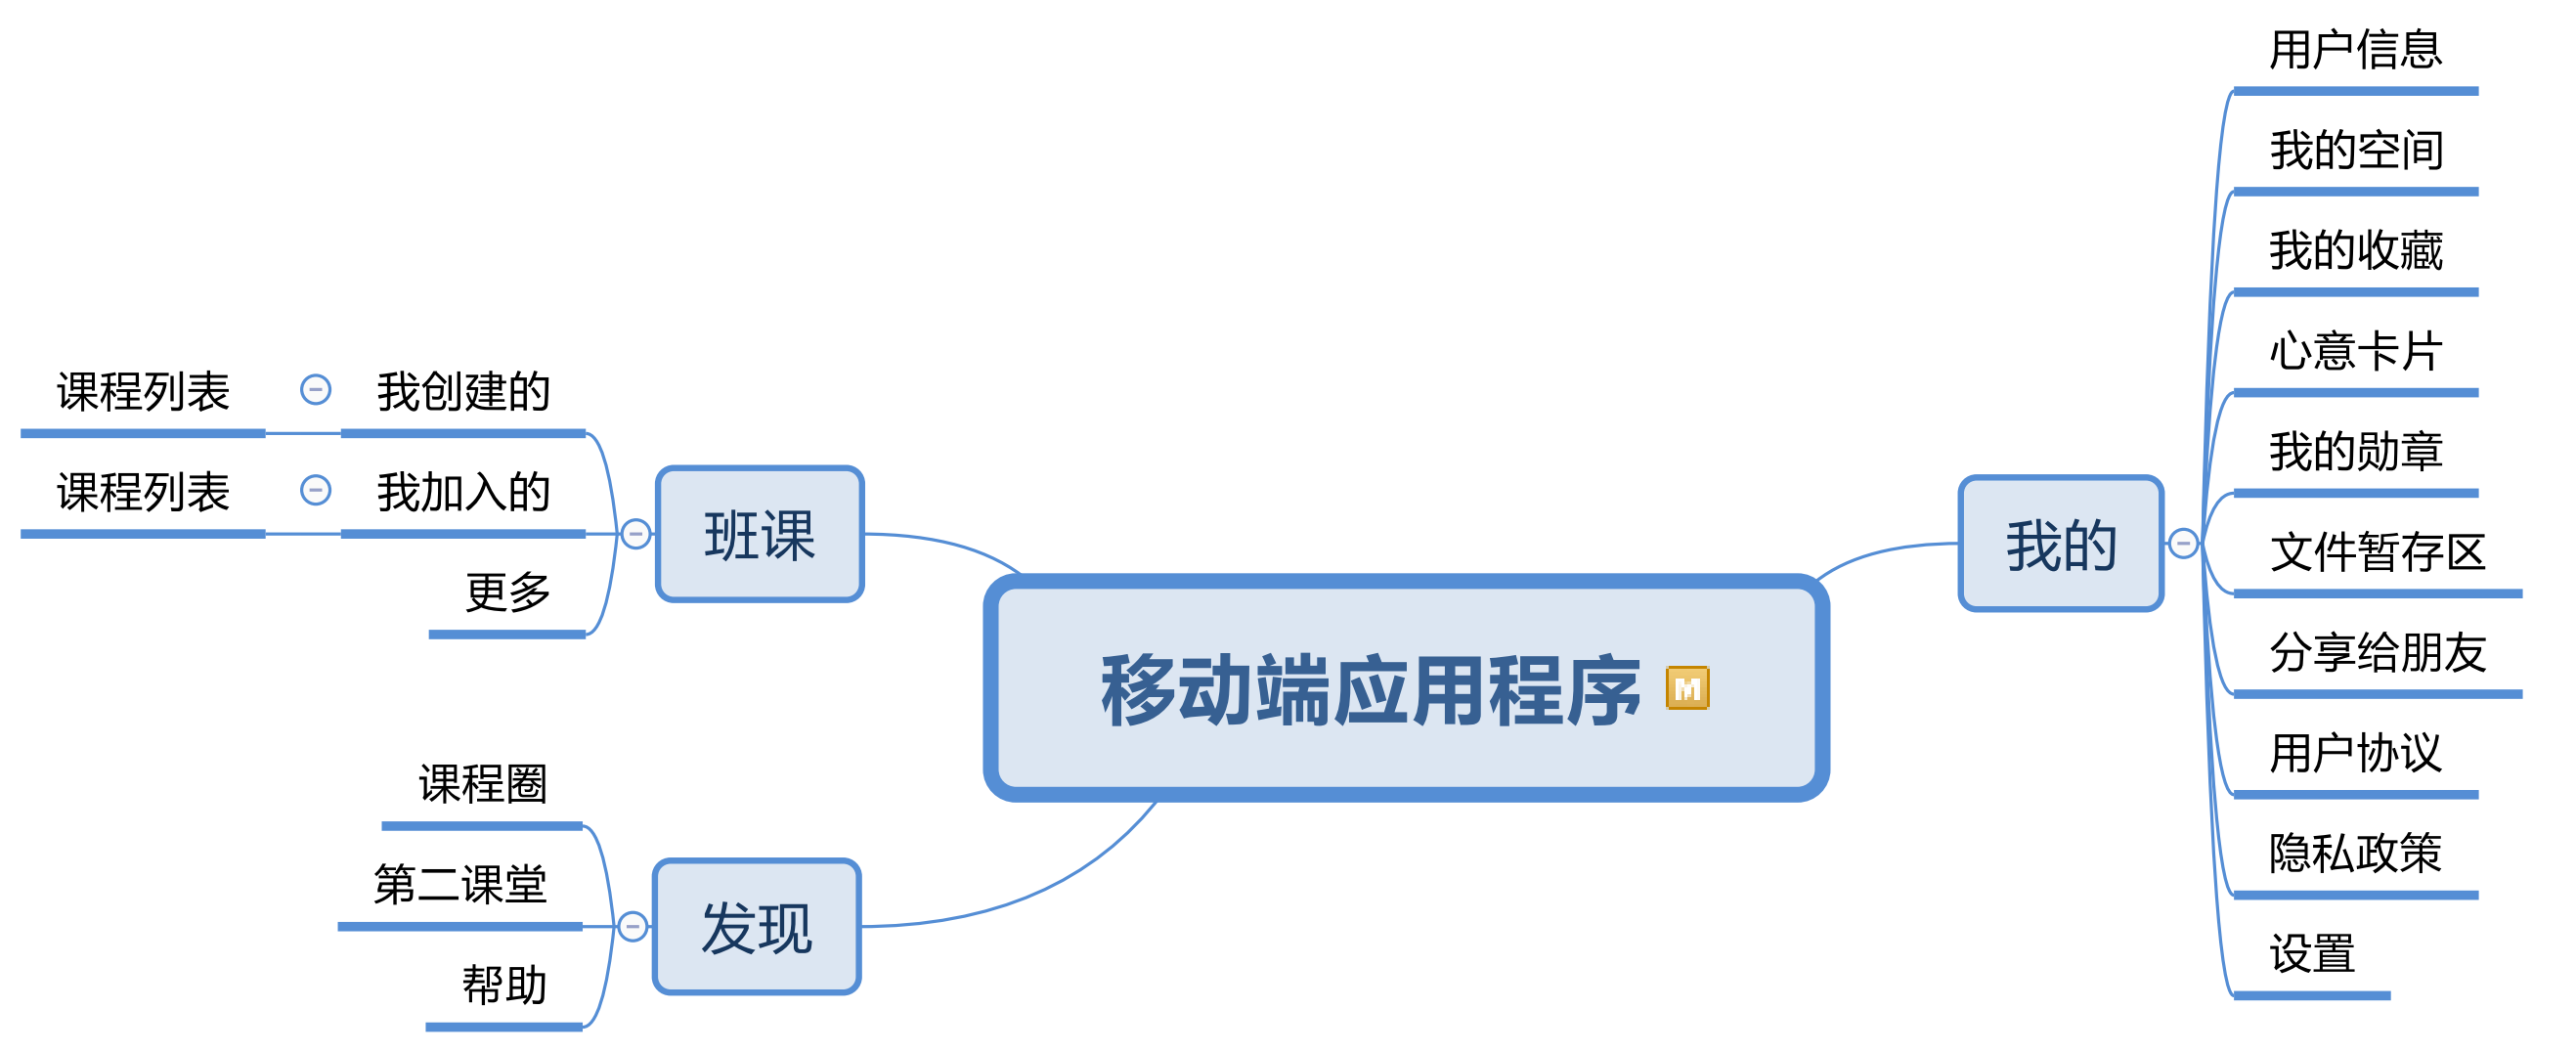 用户信息
我的空间
我的收藏
心意卡片
课程列表 我创建的
我的勋章
课程列表 我加入的
班课
我的
文件暂存区
更多
分享给朋友
移动端应用程序 M
用户协议
课程圈
隐私政策
第二课堂
发现
设置
帮助